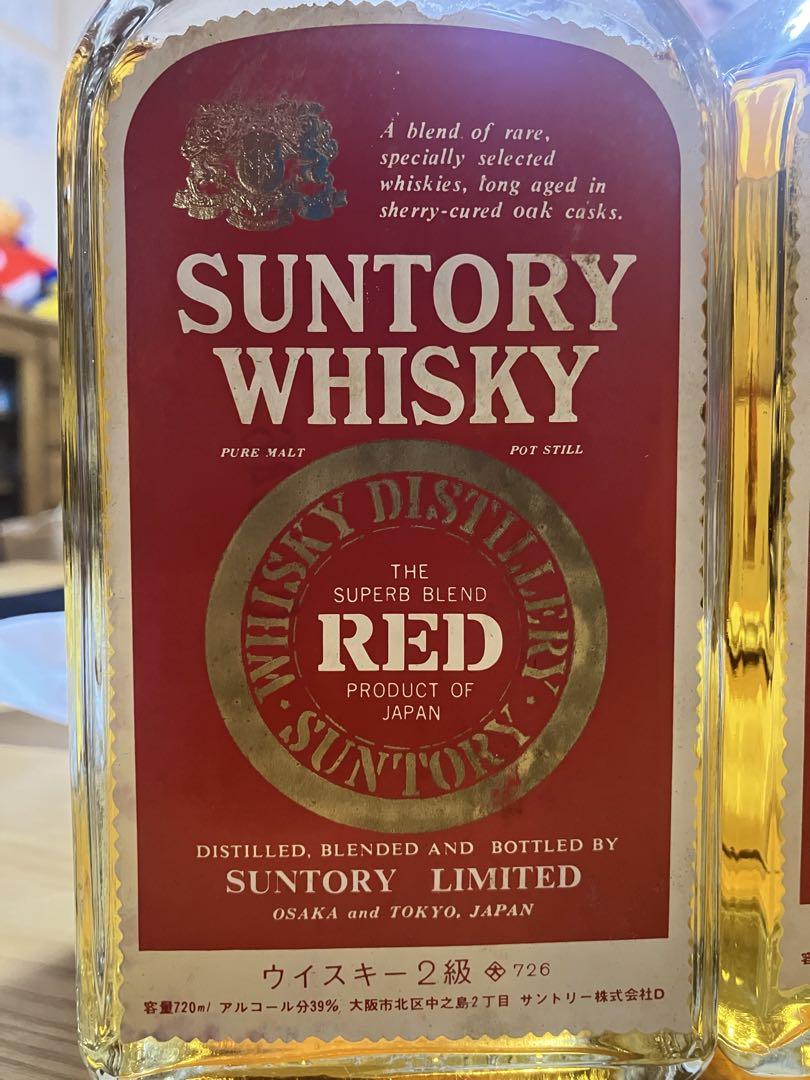 A blend of rare,
specially selected
whiskies, long aged in
sherry-cured oak casks.
SUNTORY
WHISKY
PURE MALT
POT STILL
WHISKY DISTILLERY
THE
SUPERB BLEND
RED
PRODUCT OF
JAPAN
・SUNTORY・
DISTILLED, BLENDED AND BOTTLED BY
SUNTORY LIMITED
OSAKA and TOKYO, JAPAN
ウイスキー2級 大 726
容量720ml アルコール分39% 大阪市北区中之島2丁目 サントリー株式会社D